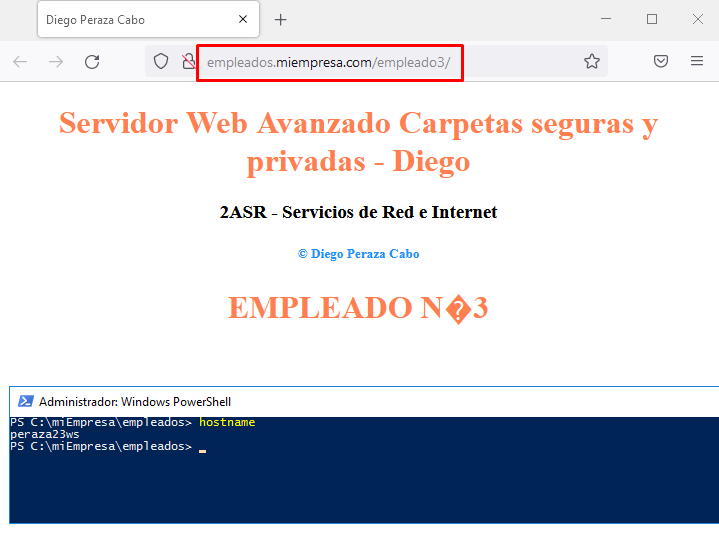 Diego Peraza Cabo
empleados.miempresa.com/empleado3/
Servidor Web Avanzado Carpetas seguras y
privadas - Diego
2ASR - Servicios de Red e Internet
© Diego Peraza Cabo
EMPLEADO N�3
Administrador: Windows PowerShell
PS C:\miEmpresa\empleados> hostname
peraza23ws
PS C:\miEmpresa\empleados>